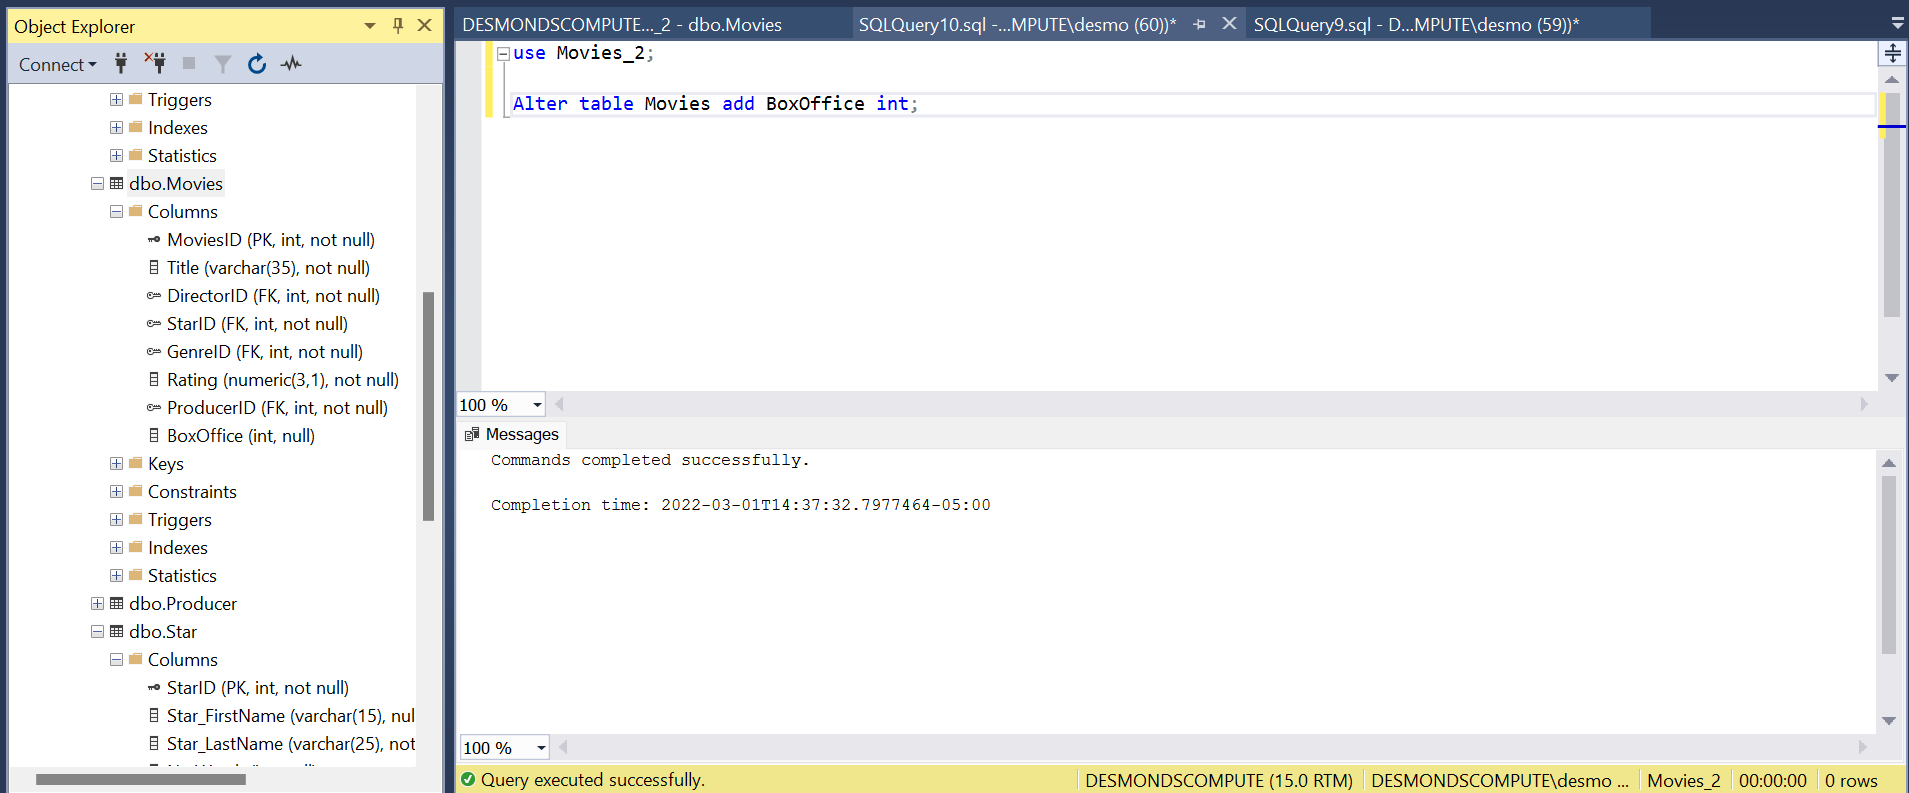 Object Explorer
Connect
Triggers
Indexes
Statistics
dbo.Movies
Columns
MoviesID (PK, int, not null)
Title (varchar(35), not null)
DirectorID (FK, int, not null)
StarID (FK, int, not null)
GenreID (FK, int, not null)
Rating (numeric(3,1), not null)
ProducerID (FK, int, not null)
BoxOffice (int, null)
Keys
Constraints
Triggers
Indexes
Statistics
dbo.Producer
dbo.Star
Columns
StarID (PK, int, not null)
Star_FirstName (varchar(15), nul
Star_LastName (varchar(25), not
DESMONDSCOMPUTE..._2 - dbo.Movies
SQLQuery10.sql -...MPUTE\desmo (60))*
SQLQuery9.sql - D...MPUTE\desmo (59))*
use Movies_2;
Alter table Movies add BoxOffice int;
100 %
Messages
Commands completed successfully.
Completion time: 2022-03-01T14:37:32.7977464-05:00
100 %
Query executed successfully.
DESMONDSCOMPUTE (15.0 RTM)
DESMONDSCOMPUTE\desmo ...
Movies_2
00:00:00
0 rows